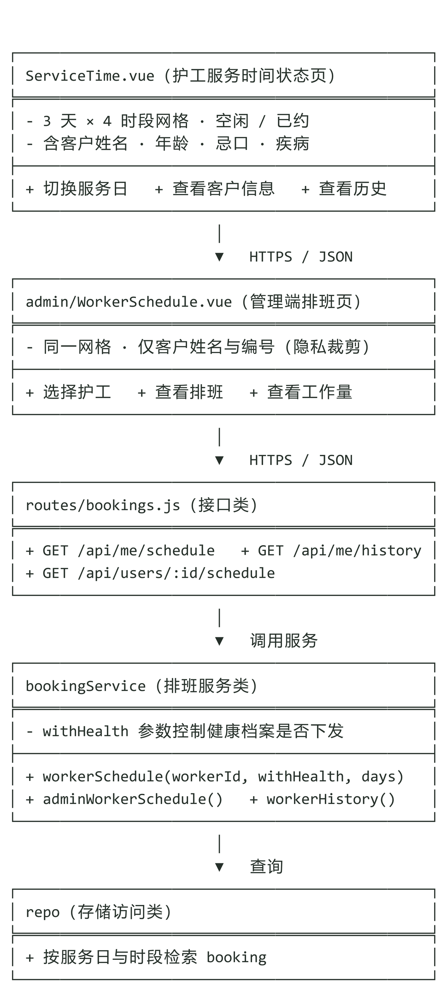 ServiceTime.vue (护工服务时间状态页)
- 3 天 × 4 时段网格 · 空闲 / 已约
- 含客户姓名 · 年龄 · 忌口 · 疾病
+ 切换服务日   + 查看客户信息   + 查看历史
▼   HTTPS / JSON
admin/WorkerSchedule.vue (管理端排班页)
- 同一网格 · 仅客户姓名与编号 (隐私裁剪)
+ 选择护工   + 查看排班   + 查看工作量
▼   HTTPS / JSON
routes/bookings.js (接口类)
+ GET /api/me/schedule   + GET /api/me/history
+ GET /api/users/:id/schedule
▼   调用服务
bookingService (排班服务类)
- withHealth 参数控制健康档案是否下发
+ workerSchedule(workerId, withHealth, days)
+ adminWorkerSchedule()   + workerHistory()
▼   查询
repo (存储访问类)
+ 按服务日与时段检索 booking